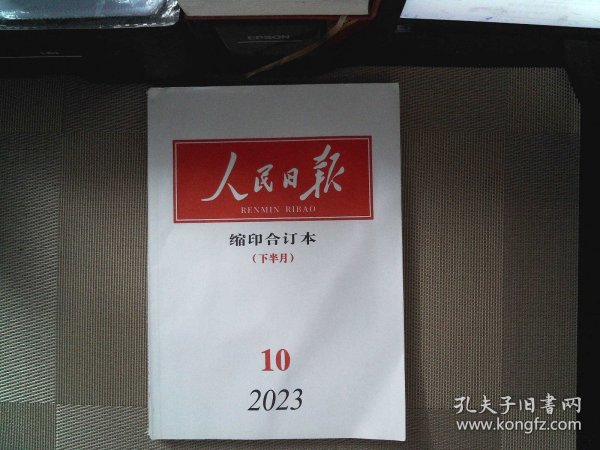 EPSON
人民日报
RENMIN RIBAO
缩印合订本
(下半月)
10
2023
孔夫子旧书网
www.kongfz.com